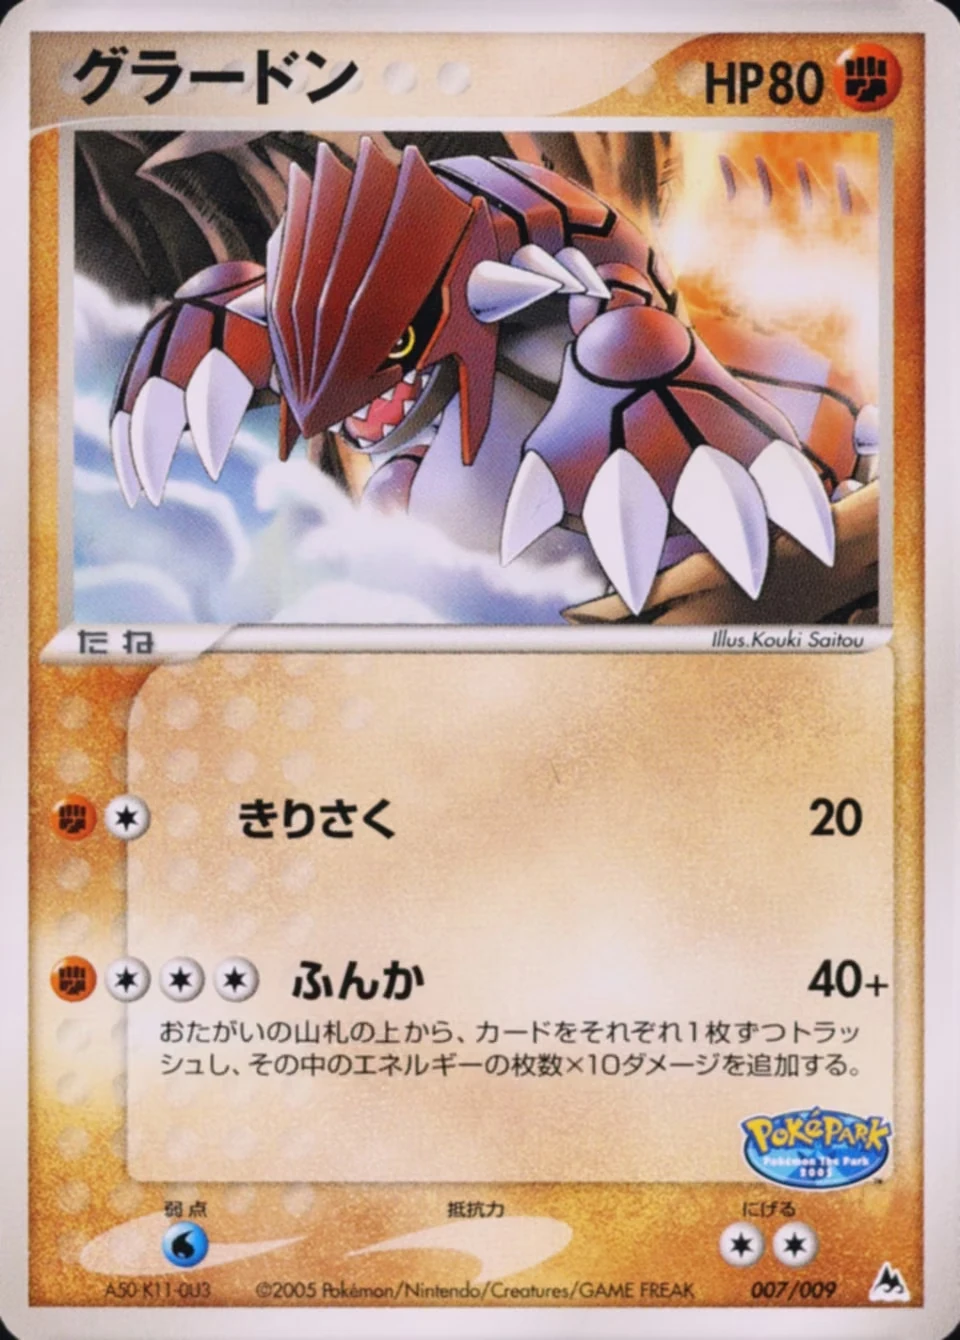 グラードン HP80
たね Illus.Kouki Saitou
きりさく 20
ふんか 40+
おたがいの山札の上から、カードをそれぞれ1枚ずつトラッ
シュし、その中のエネルギーの枚数×10ダメージを追加する。
PokéPark
Pokémon The Park
2005
弱点 抵抗力 にげる
A50-K11-0U3 ©2005 Pokémon/Nintendo/Creatures/GAME FREAK 007/009